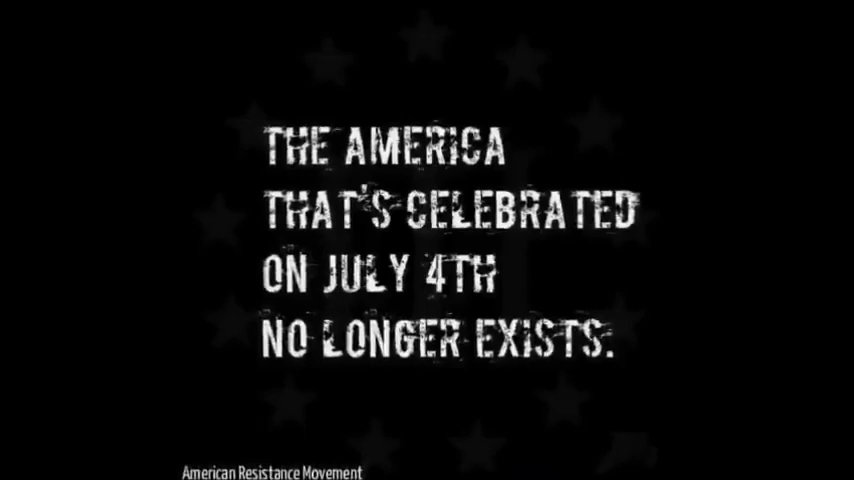 THE AMERICA
THAT'S CELEBRATED
ON JULY 4TH
NO LONGER EXISTS.
American Resistance Movement